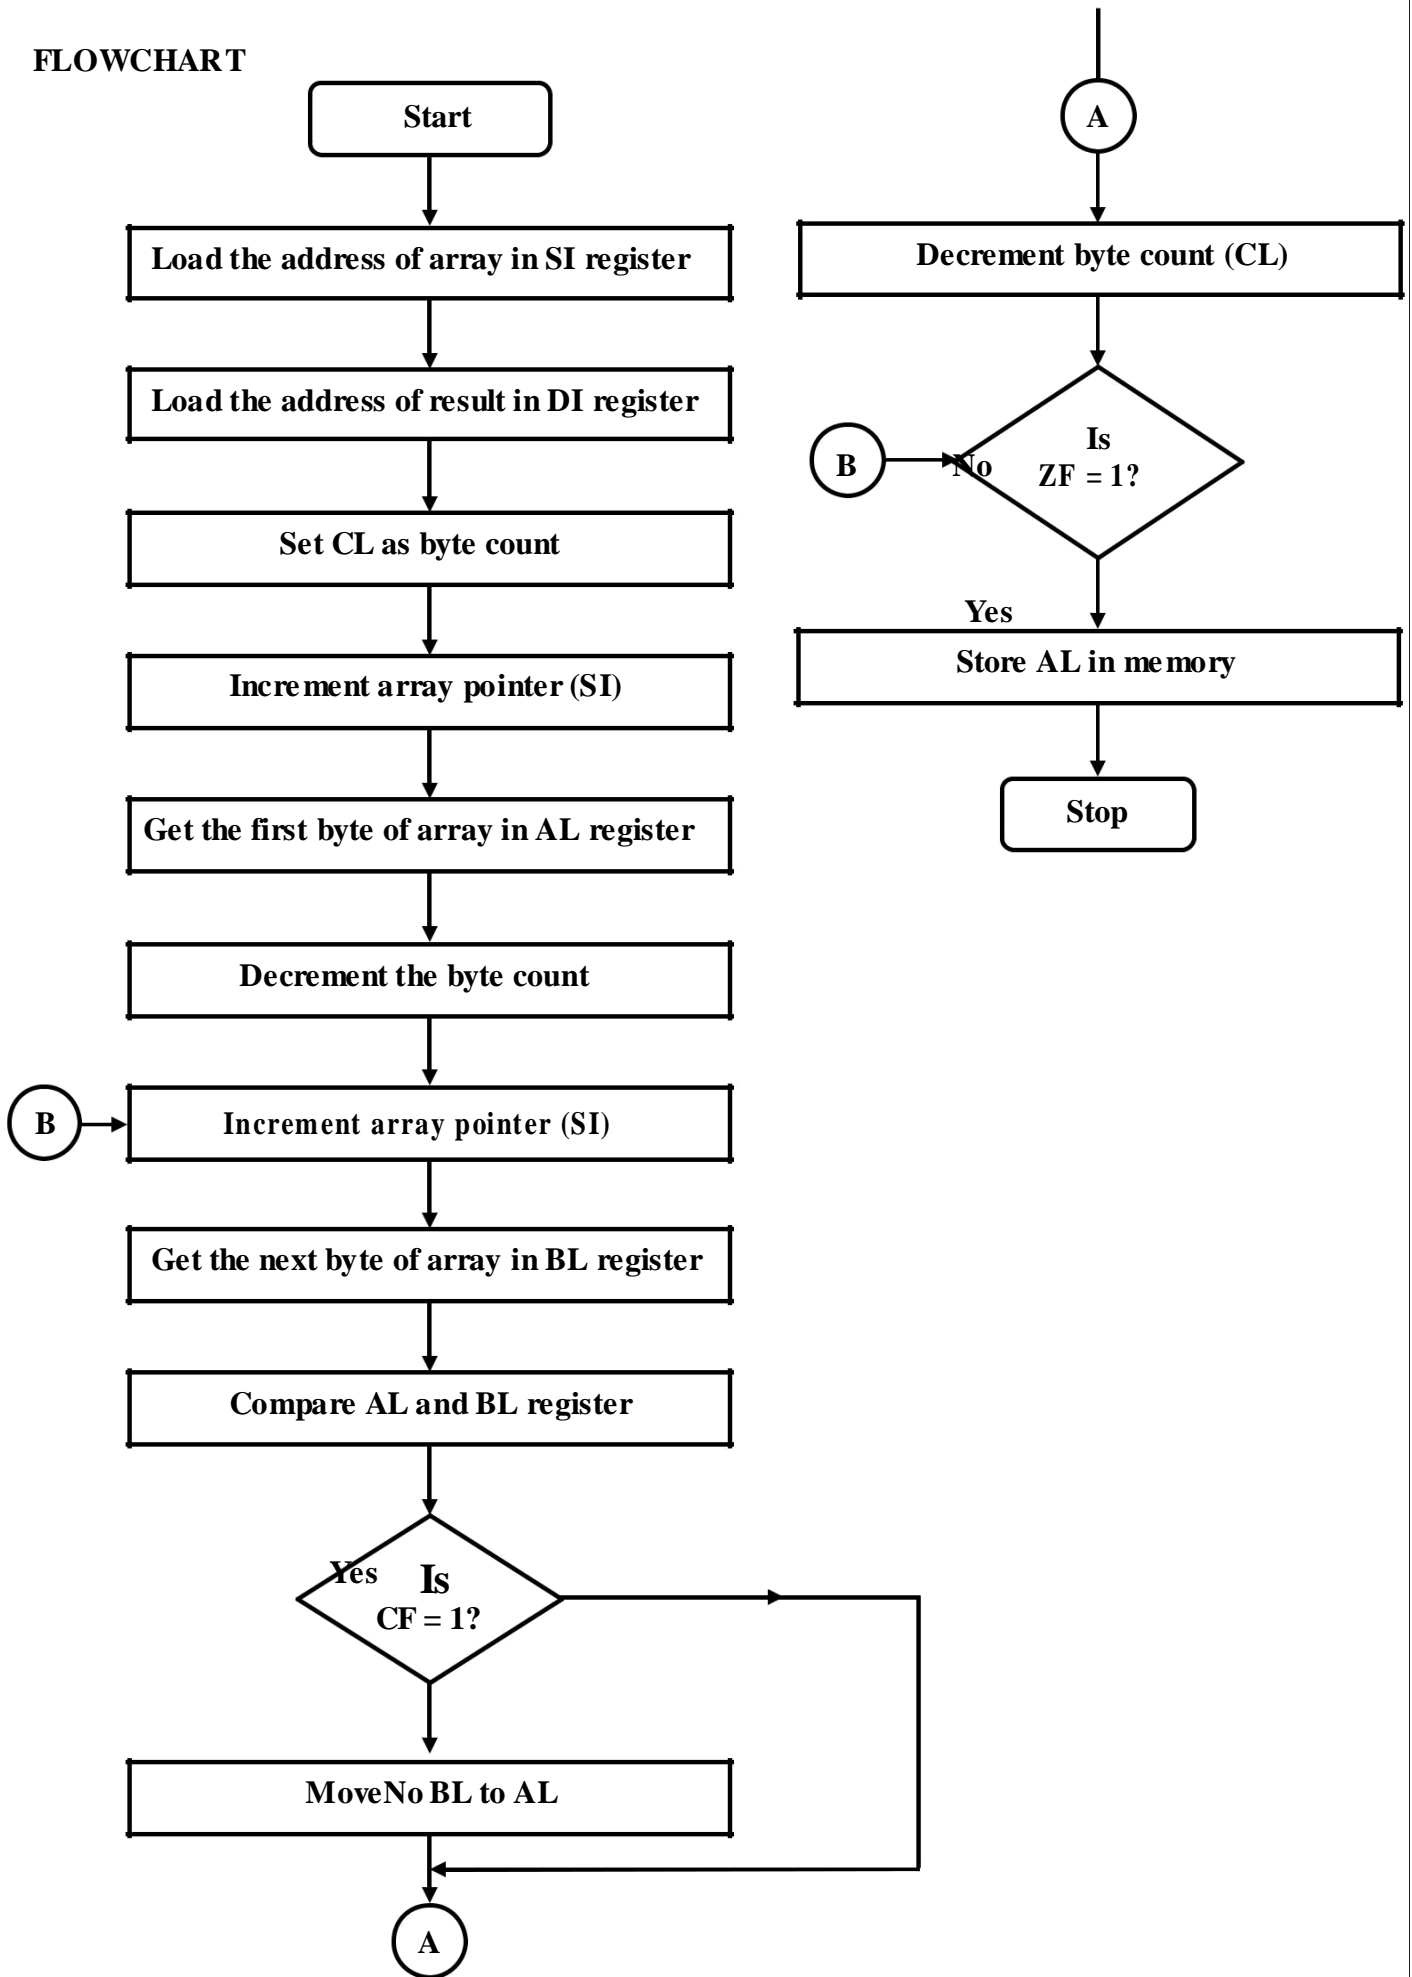 FLOWCHART
Start
Load the address of array in SI register
Load the address of result in DI register
Set CL as byte count
Increment array pointer (SI)
Get the first byte of array in AL register
Decrement the byte count
B
Increment array pointer (SI)
Get the next byte of array in BL register
Compare AL and BL register
Yes
Is
CF = 1?
MoveNo BL to AL
A
A
Decrement byte count (CL)
B
No
Is
ZF = 1?
Yes
Store AL in memory
Stop